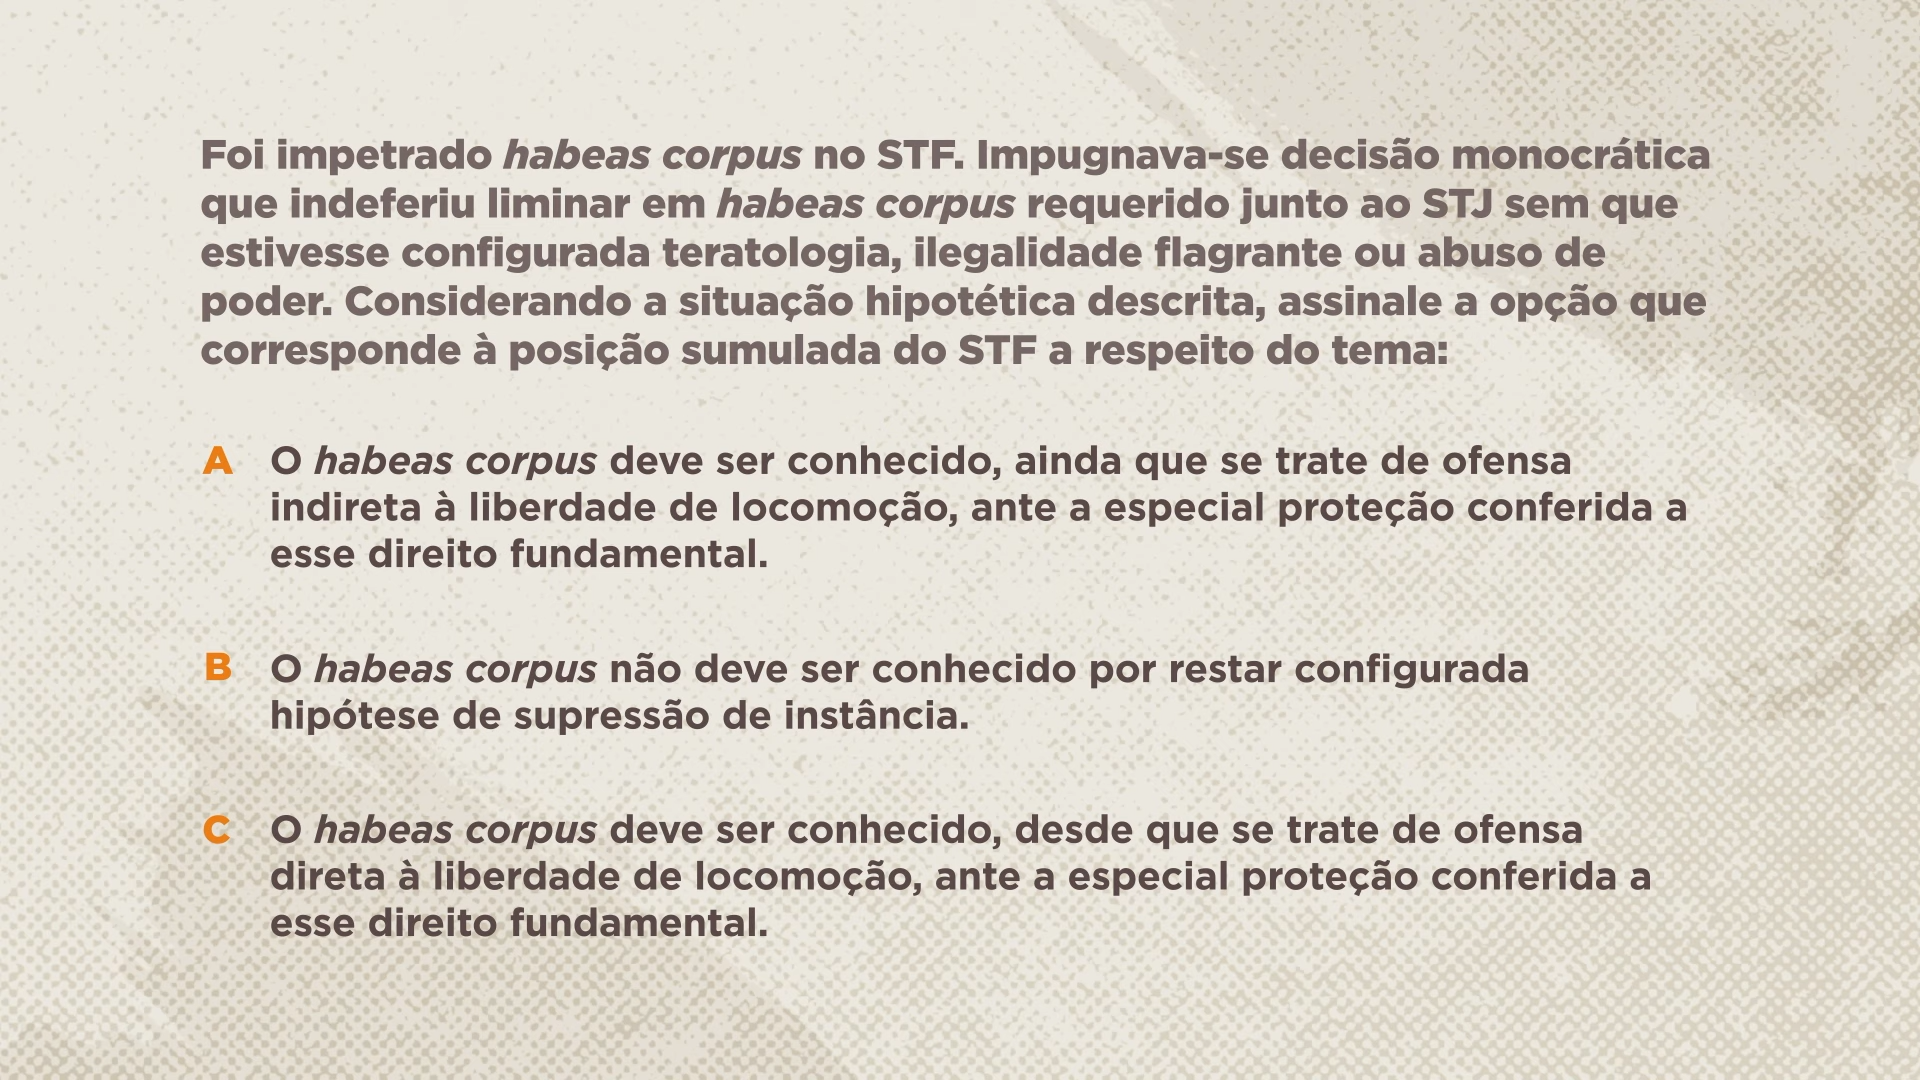 Foi impetrado habeas corpus no STF. Impugnava-se decisão monocrática
que indeferiu liminar em habeas corpus requerido junto ao STJ sem que
estivesse configurada teratologia, ilegalidade flagrante ou abuso de
poder. Considerando a situação hipotética descrita, assinale a opção que
corresponde à posição sumulada do STF a respeito do tema:
A O habeas corpus deve ser conhecido, ainda que se trate de ofensa
indireta à liberdade de locomoção, ante a especial proteção conferida a
esse direito fundamental.
B O habeas corpus não deve ser conhecido por restar configurada
hipótese de supressão de instância.
C O habeas corpus deve ser conhecido, desde que se trate de ofensa
direta à liberdade de locomoção, ante a especial proteção conferida a
esse direito fundamental.